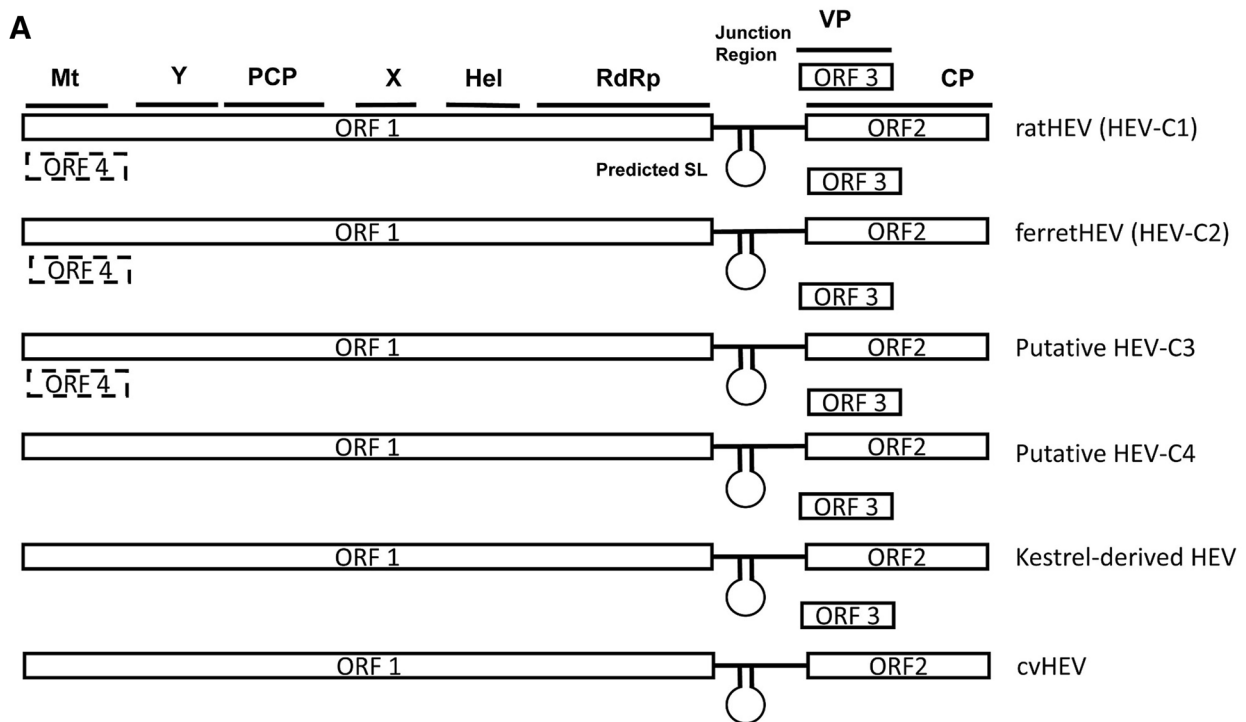 A
VP
Junction
Region
ORF 3
Mt Y PCP X Hel RdRp CP
ORF 1 ORF2 ratHEV (HEV-C1)
ORF 4 Predicted SL ORF 3
ORF 1 ORF2 ferretHEV (HEV-C2)
ORF 4
ORF 3
ORF 1 ORF2 Putative HEV-C3
ORF 4 ORF 3
ORF 1 ORF2 Putative HEV-C4
ORF 3
ORF 1 ORF2 Kestrel-derived HEV
ORF 3
ORF 1 ORF2 cvHEV